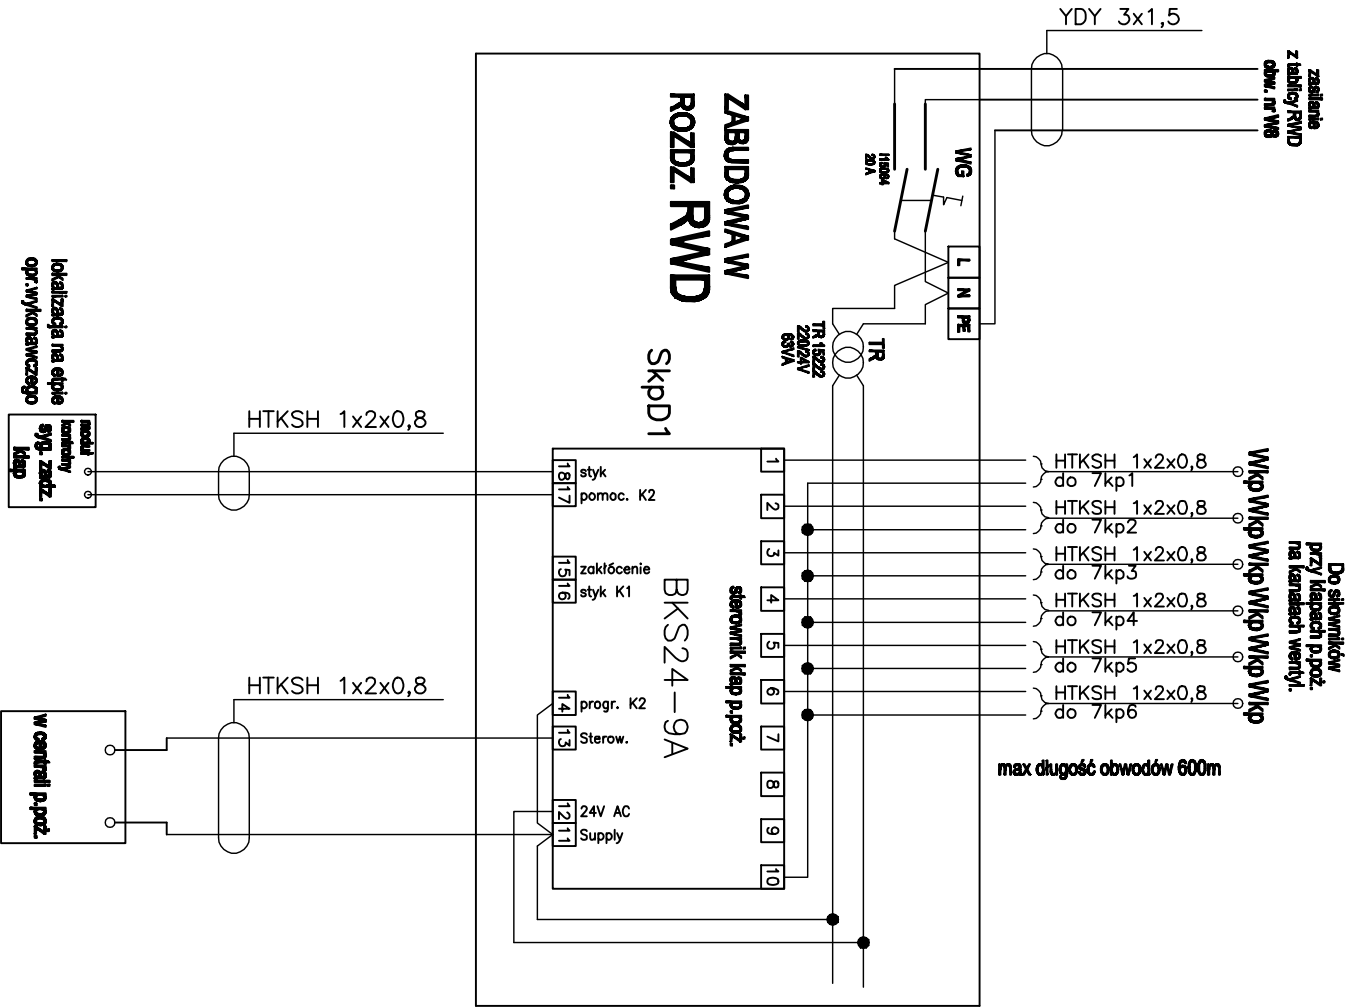 YDY 3x1,5
zasilanie
z tablicy RWD
obw. nr W8
ZABUDOWA W
ROZDZ. RWD
WG
I15064
20A
L
N
PE
TR
TR 15222
220/24V
63VA
SkpD1
lokalizacja na etpie
opr.wykonawczego
moduł
kontrolny
syg. zadz.
klap
HTKSH 1x2x0,8
18 styk
17 pomoc. K2
15 zakłócenie
16 styk K1
14 progr. K2
13 Sterow.
12 24V AC
11 Supply
BKS24-9A
sterownik klap p.poż.
1
2
3
4
5
6
7
8
9
10
HTKSH 1x2x0,8
do 7kp1
Wkp
HTKSH 1x2x0,8
do 7kp2
Wkp
HTKSH 1x2x0,8
do 7kp3
Wkp
HTKSH 1x2x0,8
do 7kp4
Wkp
HTKSH 1x2x0,8
do 7kp5
Wkp
HTKSH 1x2x0,8
do 7kp6
Wkp
Do siłowników
przy klapach p.poż.
na kanałach wentyl.
max długość obwodów 600m
HTKSH 1x2x0,8
w centrali p.poż.